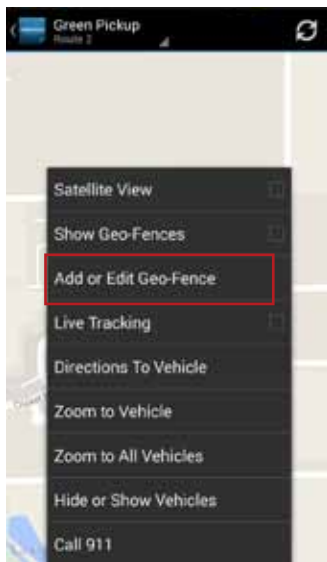 Green Pickup
Route 2
Satellite View
Show Geo-Fences
Add or Edit Geo-Fence
Live Tracking
Directions To Vehicle
Zoom to Vehicle
Zoom to All Vehicles
Hide or Show Vehicles
Call 911